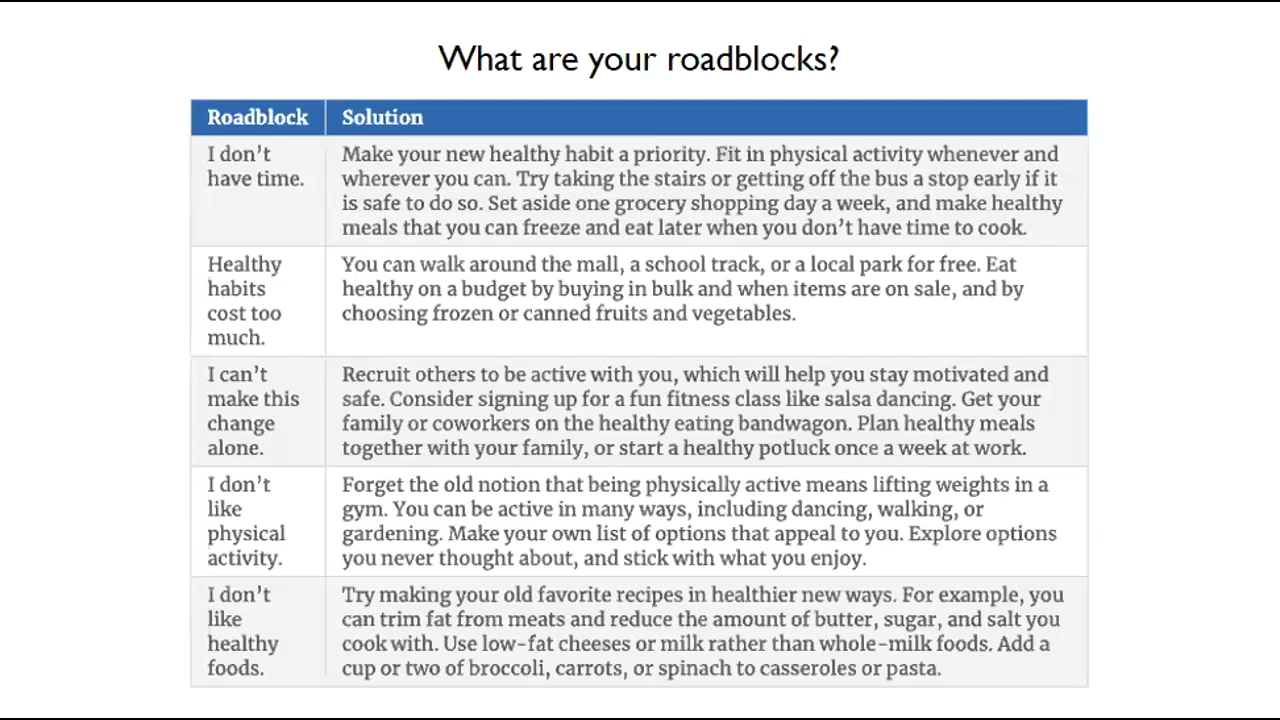 What are your roadblocks?
Roadblock Solution
I don't
have time.
Make your new healthy habit a priority. Fit in physical activity whenever and
wherever you can. Try taking the stairs or getting off the bus a stop early if it
is safe to do so. Set aside one grocery shopping day a week, and make healthy
meals that you can freeze and eat later when you don't have time to cook.
Healthy
habits
cost too
much.
You can walk around the mall, a school track, or a local park for free. Eat
healthy on a budget by buying in bulk and when items are on sale, and by
choosing frozen or canned fruits and vegetables.
I can't
make this
change
alone.
Recruit others to be active with you, which will help you stay motivated and
safe. Consider signing up for a fun fitness class like salsa dancing. Get your
family or coworkers on the healthy eating bandwagon. Plan healthy meals
together with your family, or start a healthy potluck once a week at work.
I don't
like
physical
activity.
Forget the old notion that being physically active means lifting weights in a
gym. You can be active in many ways, including dancing, walking, or
gardening. Make your own list of options that appeal to you. Explore options
you never thought about, and stick with what you enjoy.
I don't
like
healthy
foods.
Try making your old favorite recipes in healthier new ways. For example, you
can trim fat from meats and reduce the amount of butter, sugar, and salt you
cook with. Use low-fat cheeses or milk rather than whole-milk foods. Add a
cup or two of broccoli, carrots, or spinach to casseroles or pasta.